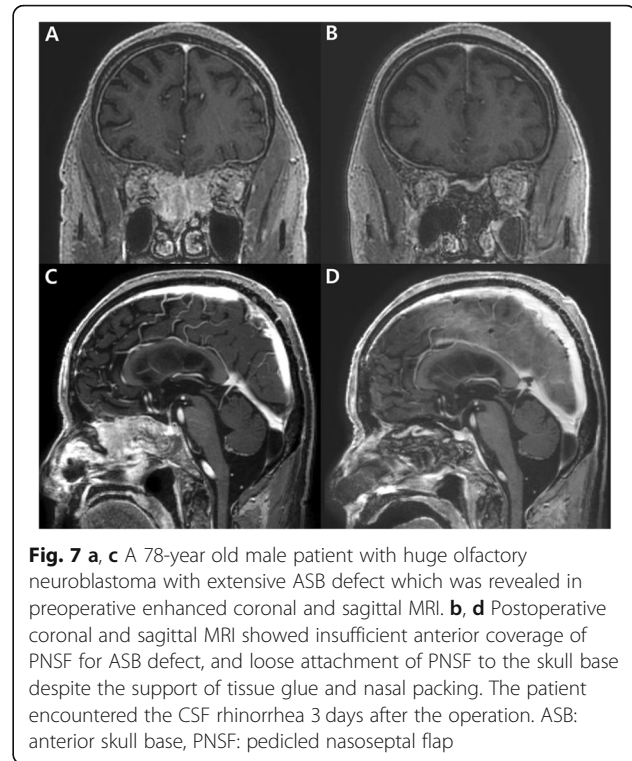 A
B
C
D
Fig. 7 a, c A 78-year old male patient with huge olfactory
neuroblastoma with extensive ASB defect which was revealed in
preoperative enhanced coronal and sagittal MRI. b, d Postoperative
coronal and sagittal MRI showed insufficient anterior coverage of
PNSF for ASB defect, and loose attachment of PNSF to the skull base
despite the support of tissue glue and nasal packing. The patient
encountered the CSF rhinorrhea 3 days after the operation. ASB:
anterior skull base, PNSF: pedicled nasoseptal flap